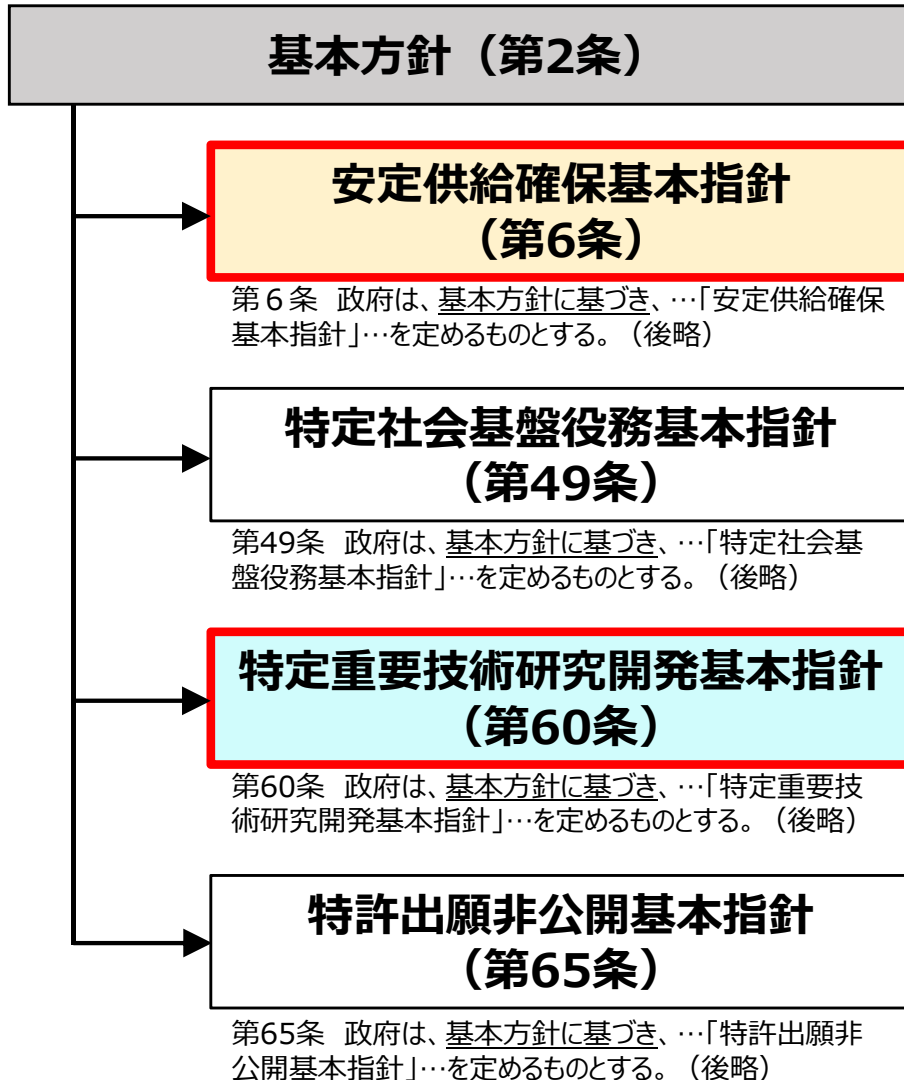 基本方針（第2条）
安定供給確保基本指針
（第6条）
第６条 政府は、基本方針に基づき、…「安定供給確保
基本指針」…を定めるものとする。（後略）
特定社会基盤役務基本指針
（第49条）
第49条 政府は、基本方針に基づき、…「特定社会基
盤役務基本指針」…を定めるものとする。（後略）
特定重要技術研究開発基本指針
（第60条）
第60条 政府は、基本方針に基づき、…「特定重要技
術研究開発基本指針」…を定めるものとする。（後略）
特許出願非公開基本指針
（第65条）
第65条 政府は、基本方針に基づき、…「特許出願非
公開基本指針」…を定めるものとする。（後略）